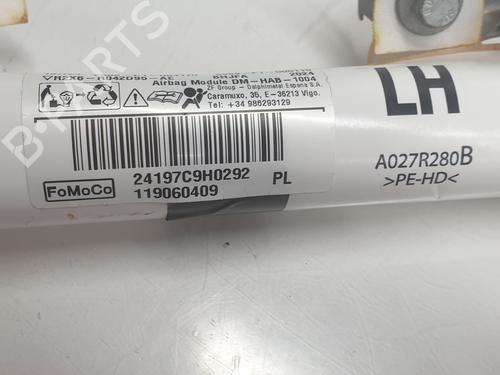 2024
Airbag Module DM-HAB-1004
ZF Group - Delphimetal Espana S.A.
Caramuxo, 35, E-36213 Vigo.
Tel.: +34 986293129
24197C9H0292
119060409
PL
FoMoCo
LH
A027R280B
>PE-HD<
B-PARTS